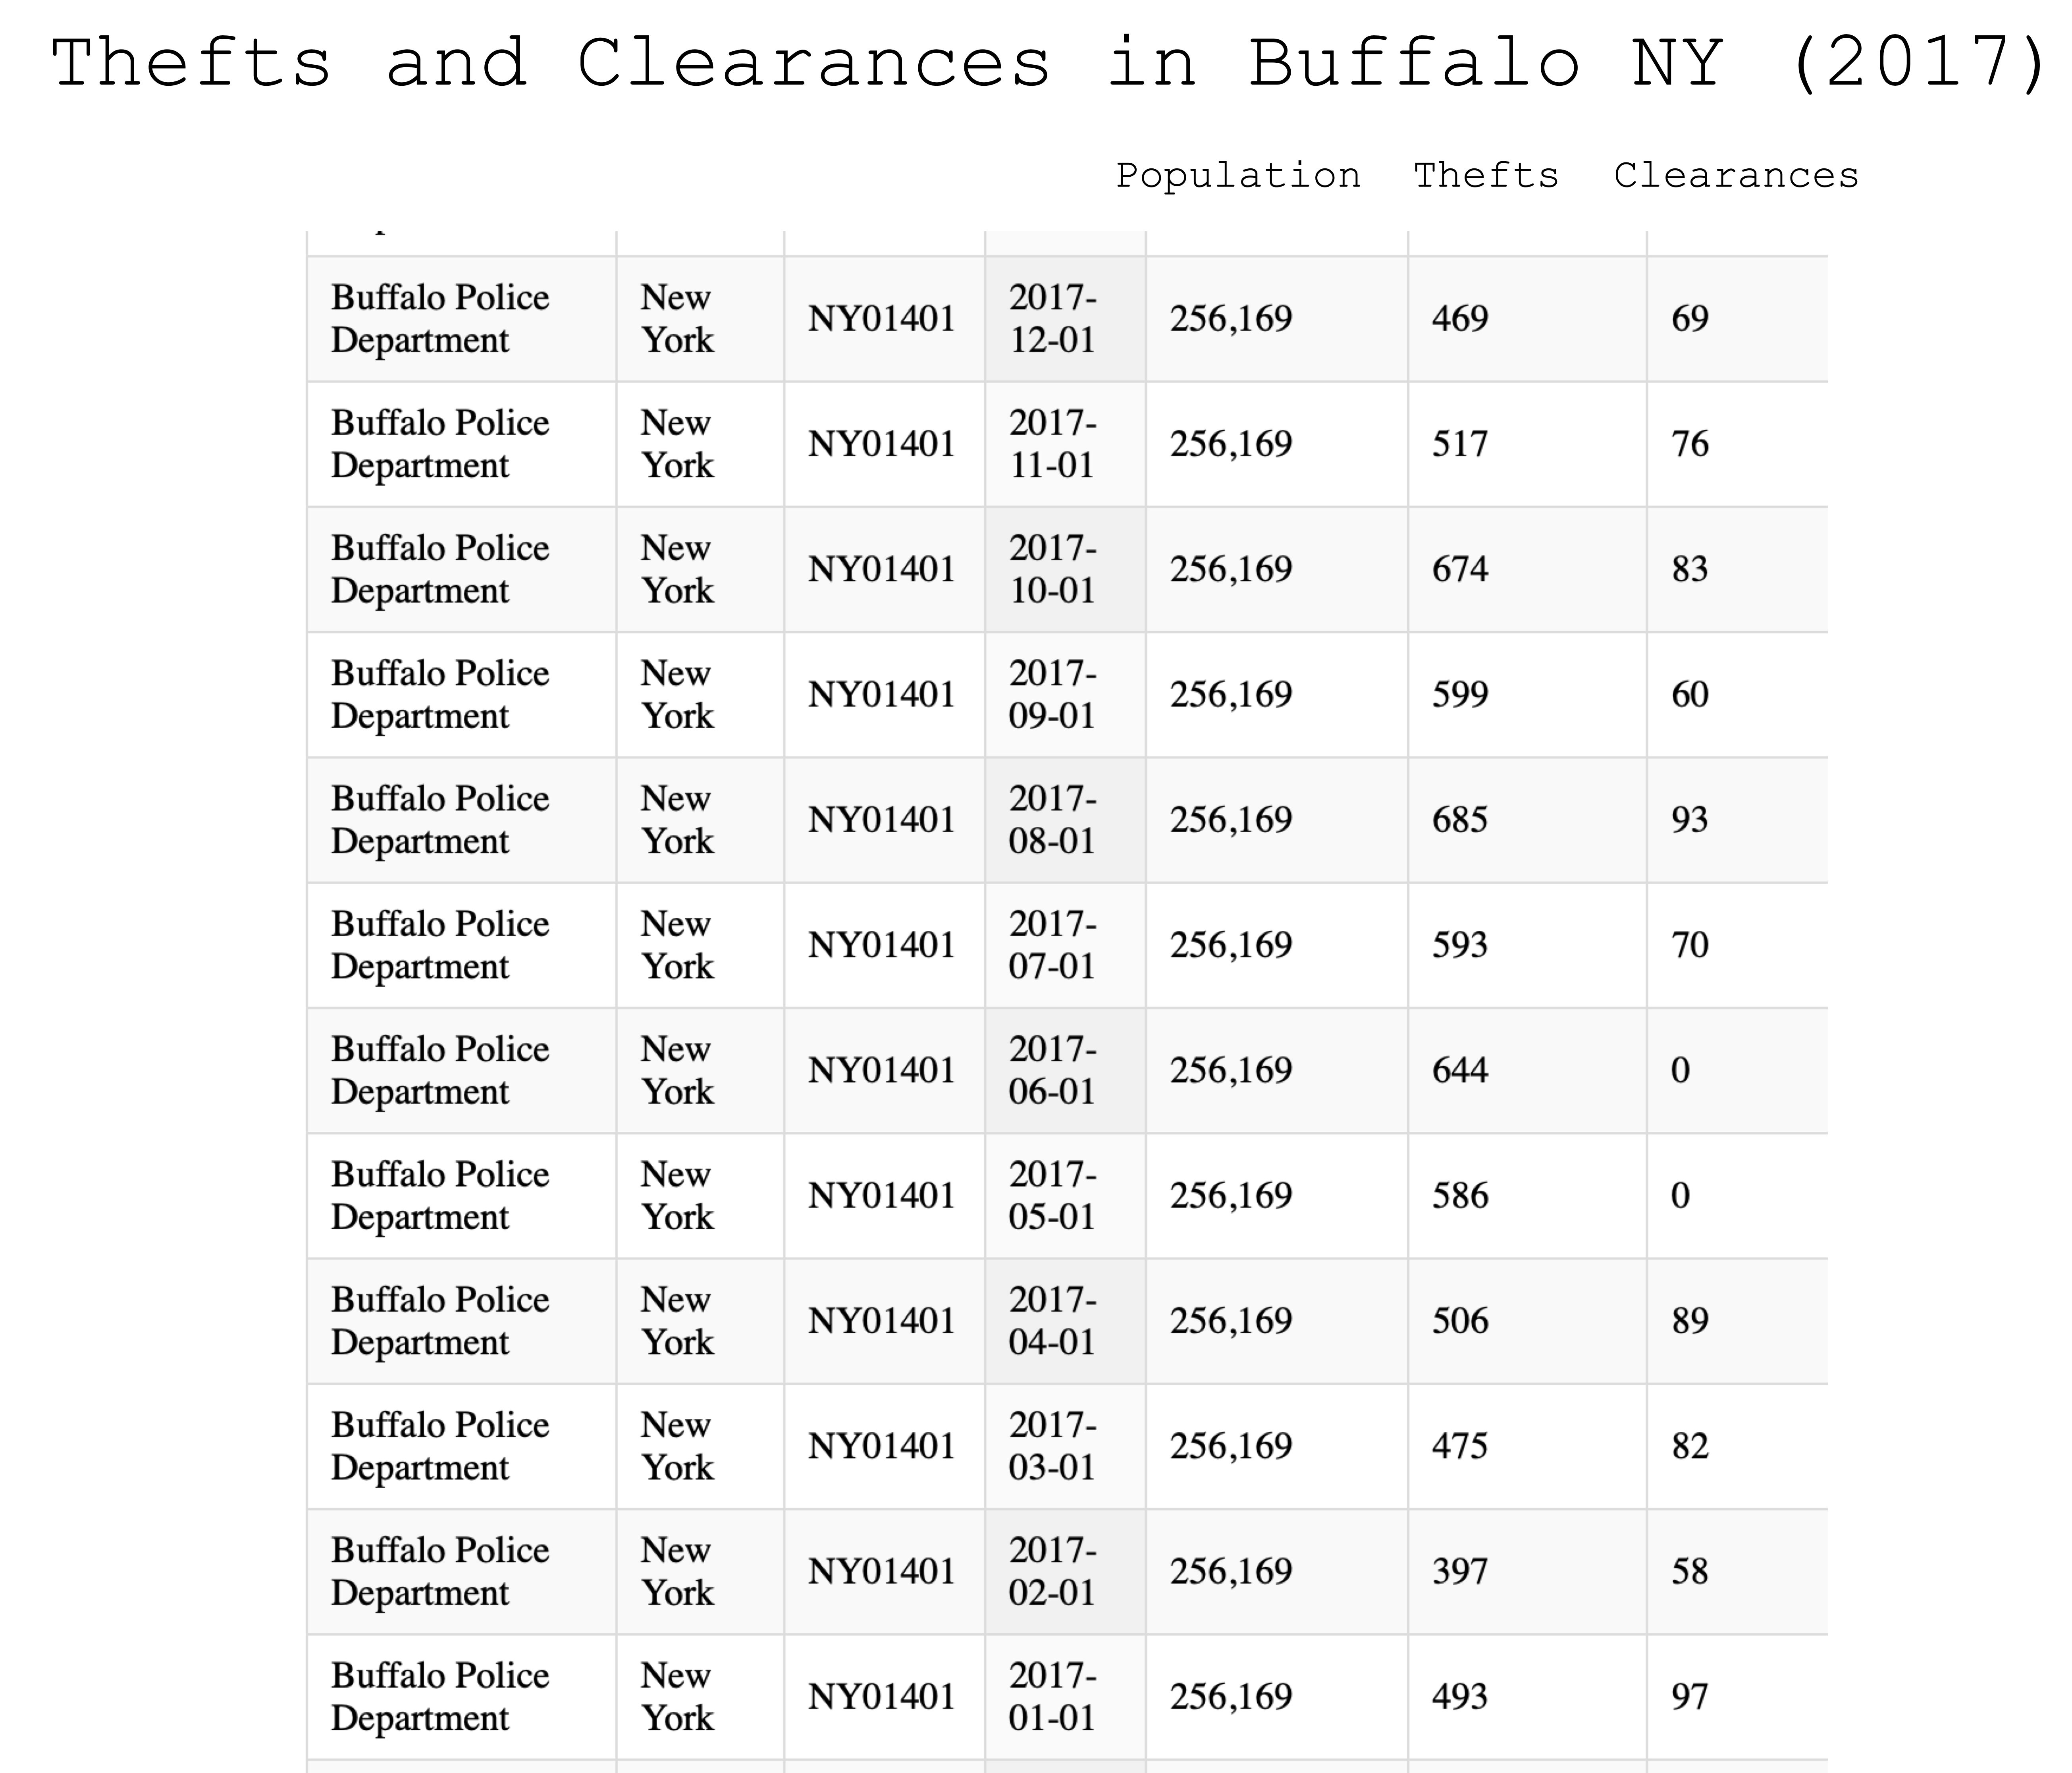 Thefts and Clearances in Buffalo NY (2017)
Population Thefts Clearances
Buffalo Police Department New York NY01401 2017-12-01 256,169 469 69
Buffalo Police Department New York NY01401 2017-11-01 256,169 517 76
Buffalo Police Department New York NY01401 2017-10-01 256,169 674 83
Buffalo Police Department New York NY01401 2017-09-01 256,169 599 60
Buffalo Police Department New York NY01401 2017-08-01 256,169 685 93
Buffalo Police Department New York NY01401 2017-07-01 256,169 593 70
Buffalo Police Department New York NY01401 2017-06-01 256,169 644 0
Buffalo Police Department New York NY01401 2017-05-01 256,169 586 0
Buffalo Police Department New York NY01401 2017-04-01 256,169 506 89
Buffalo Police Department New York NY01401 2017-03-01 256,169 475 82
Buffalo Police Department New York NY01401 2017-02-01 256,169 397 58
Buffalo Police Department New York NY01401 2017-01-01 256,169 493 97